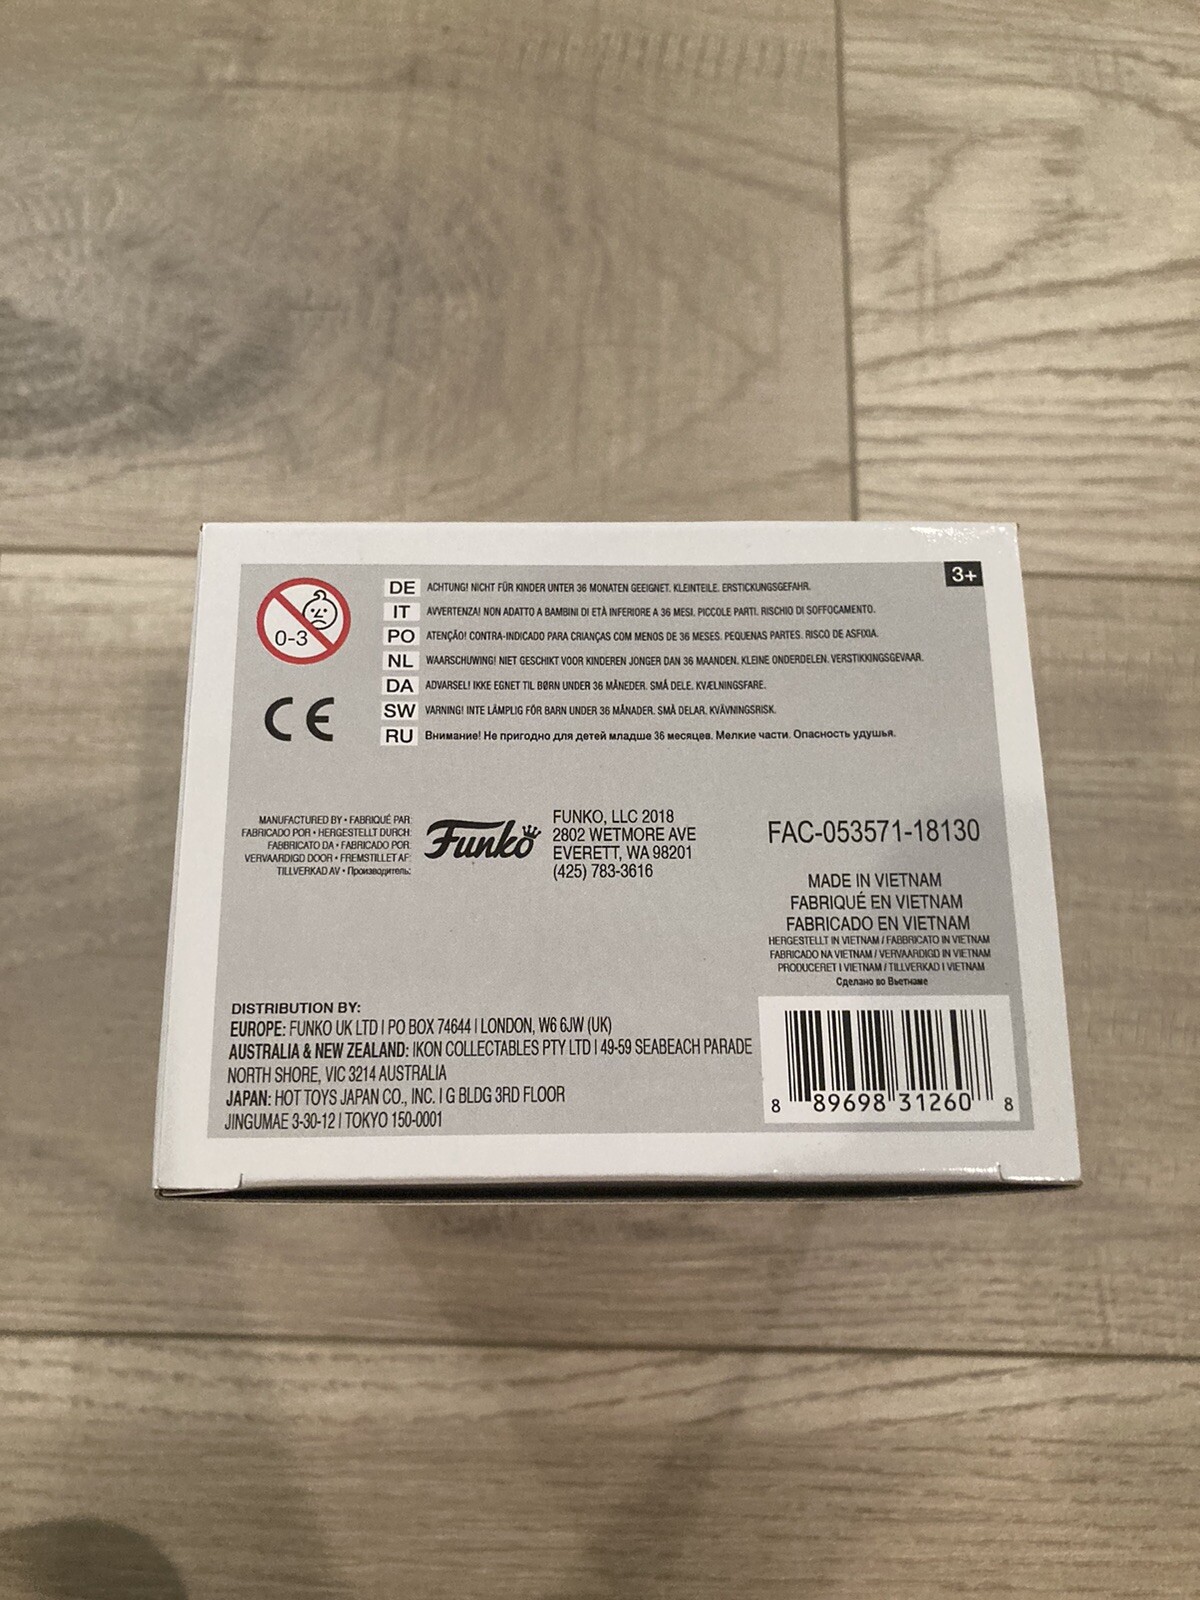 3+
0-3
DE ACHTUNG! NICHT FÜR KINDER UNTER 36 MONATEN GEEIGNET. KLEINTEILE. ERSTICKUNGSGEFAHR.
IT AVVERTENZA! NON ADATTO A BAMBINI DI ETÀ INFERIORE A 36 MESI. PICCOLE PARTI. RISCHIO DI SOFFOCAMENTO.
PO ATENÇÃO! CONTRA-INDICADO PARA CRIANÇAS COM MENOS DE 36 MESES. PEQUENAS PARTES. RISCO DE ASFIXIA.
NL WAARSCHUWING! NIET GESCHIKT VOOR KINDEREN JONGER DAN 36 MAANDEN. KLEINE ONDERDELEN. VERSTIKKINGSGEVAAR.
DA ADVARSEL! IKKE EGNET TIL BØRN UNDER 36 MÅNEDER. SMÅ DELE. KVÆLNINGSFARE.
SW VARNING! INTE LÄMPLIG FÖR BARN UNDER 36 MÅNADER. SMÅ DELAR. KVÄVNINGSRISK.
RU Внимание! Не пригодно для детей младше 36 месяцев. Мелкие части. Опасность удушья.
CE
MANUFACTURED BY • FABRIQUÉ PAR:
FABRICADO POR • HERGESTELLT DURCH:
FABBRICATO DA • FABRICADO POR:
VERVAARDIGD DOOR • FREMSTILLET AF:
TILLVERKAD AV • Производитель:
Funko
FUNKO, LLC 2018
2802 WETMORE AVE
EVERETT, WA 98201
(425) 783-3616
FAC-053571-18130
MADE IN VIETNAM
FABRIQUÉ EN VIETNAM
FABRICADO EN VIETNAM
HERGESTELLT IN VIETNAM / FABBRICATO IN VIETNAM
FABRICADO NA VIETNAM / VERVAARDIGD IN VIETNAM
PRODUCERET I VIETNAM / TILLVERKAD I VIETNAM
Сделано во Вьетнаме
DISTRIBUTION BY:
EUROPE: FUNKO UK LTD | PO BOX 74644 | LONDON, W6 6JW (UK)
AUSTRALIA & NEW ZEALAND: IKON COLLECTABLES PTY LTD | 49-59 SEABEACH PARADE
NORTH SHORE, VIC 3214 AUSTRALIA
JAPAN: HOT TOYS JAPAN CO., INC. | G BLDG 3RD FLOOR
JINGUMAE 3-30-12 | TOKYO 150-0001
8 89698 31260 8